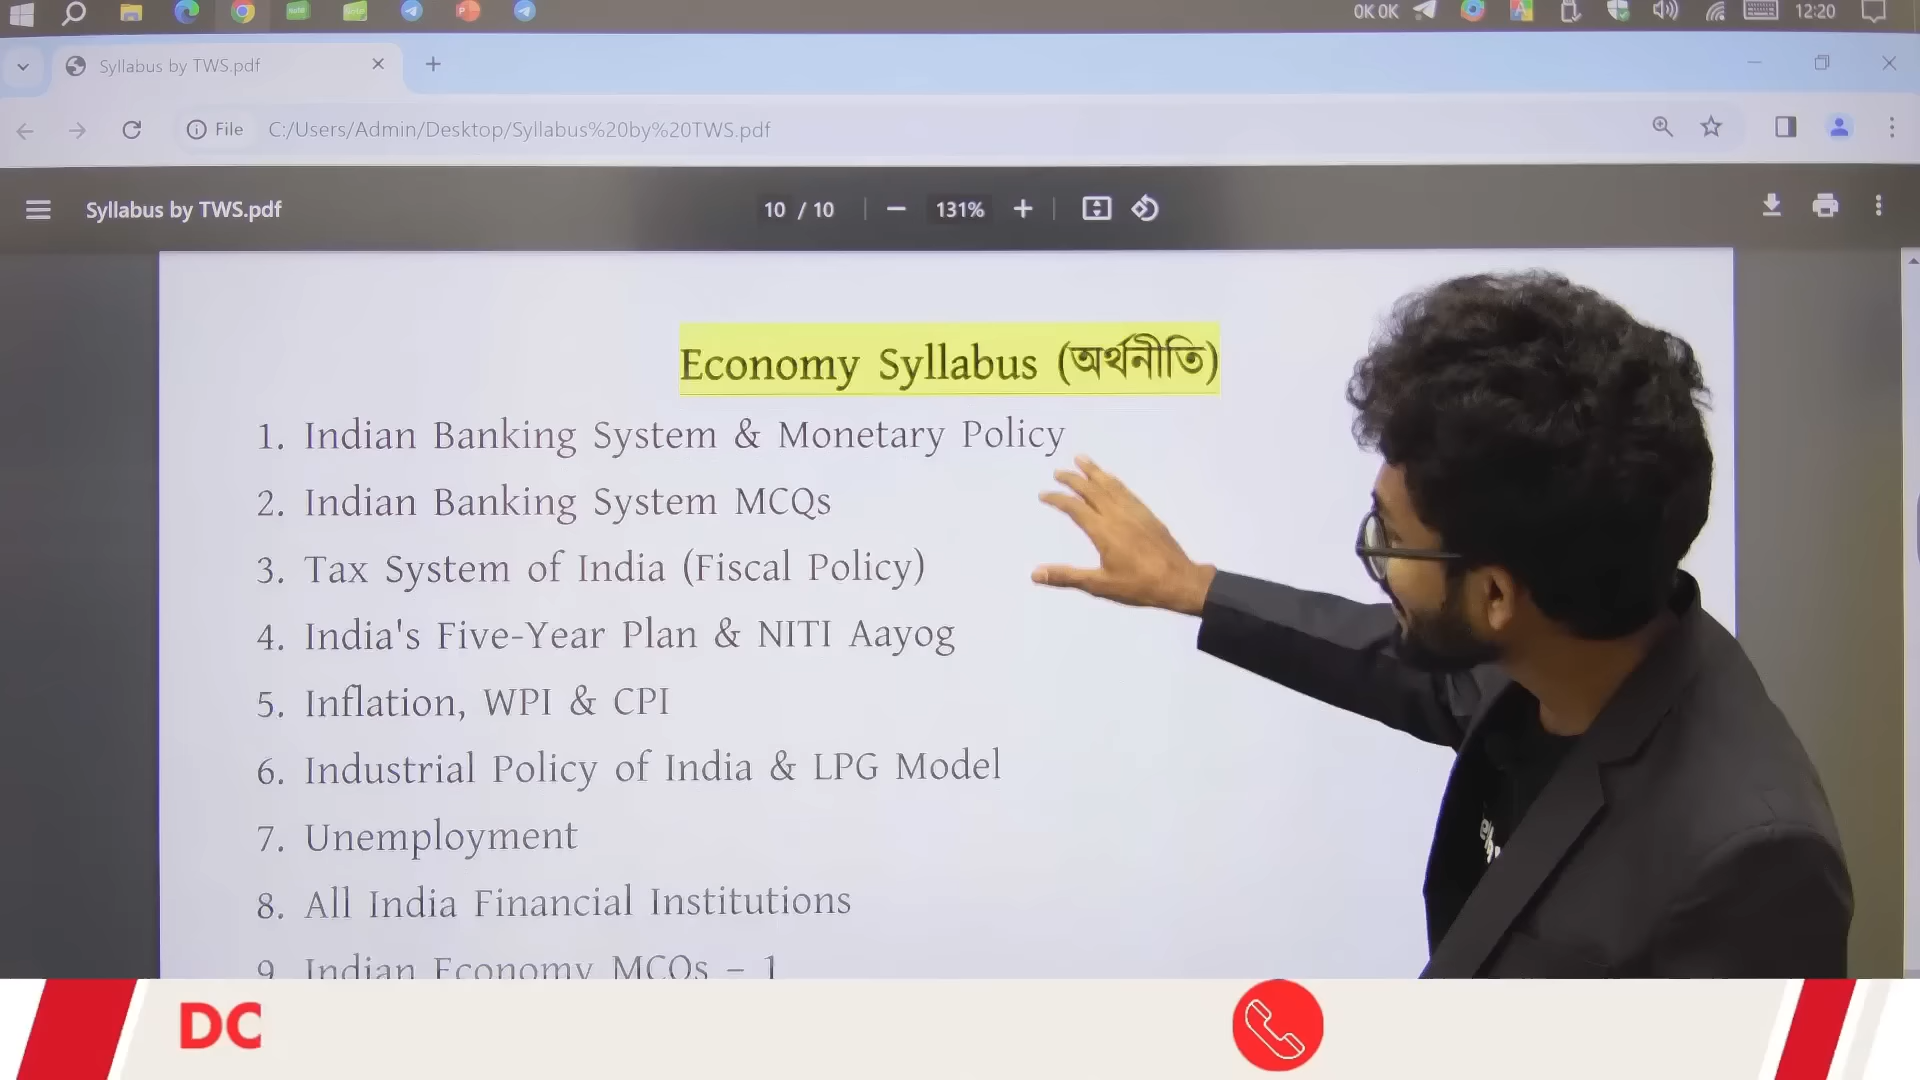 OK OK
12:20
Syllabus by TWS.pdf
File C:/Users/Admin/Desktop/Syllabus%20by%20TWS.pdf
Syllabus by TWS.pdf
10 / 10
131%
Economy Syllabus (অর্থনীতি)
1. Indian Banking System & Monetary Policy
2. Indian Banking System MCQs
3. Tax System of India (Fiscal Policy)
4. India's Five-Year Plan & NITI Aayog
5. Inflation, WPI & CPI
6. Industrial Policy of India & LPG Model
7. Unemployment
8. All India Financial Institutions
9 Indian Economy MCQs – 1
DC